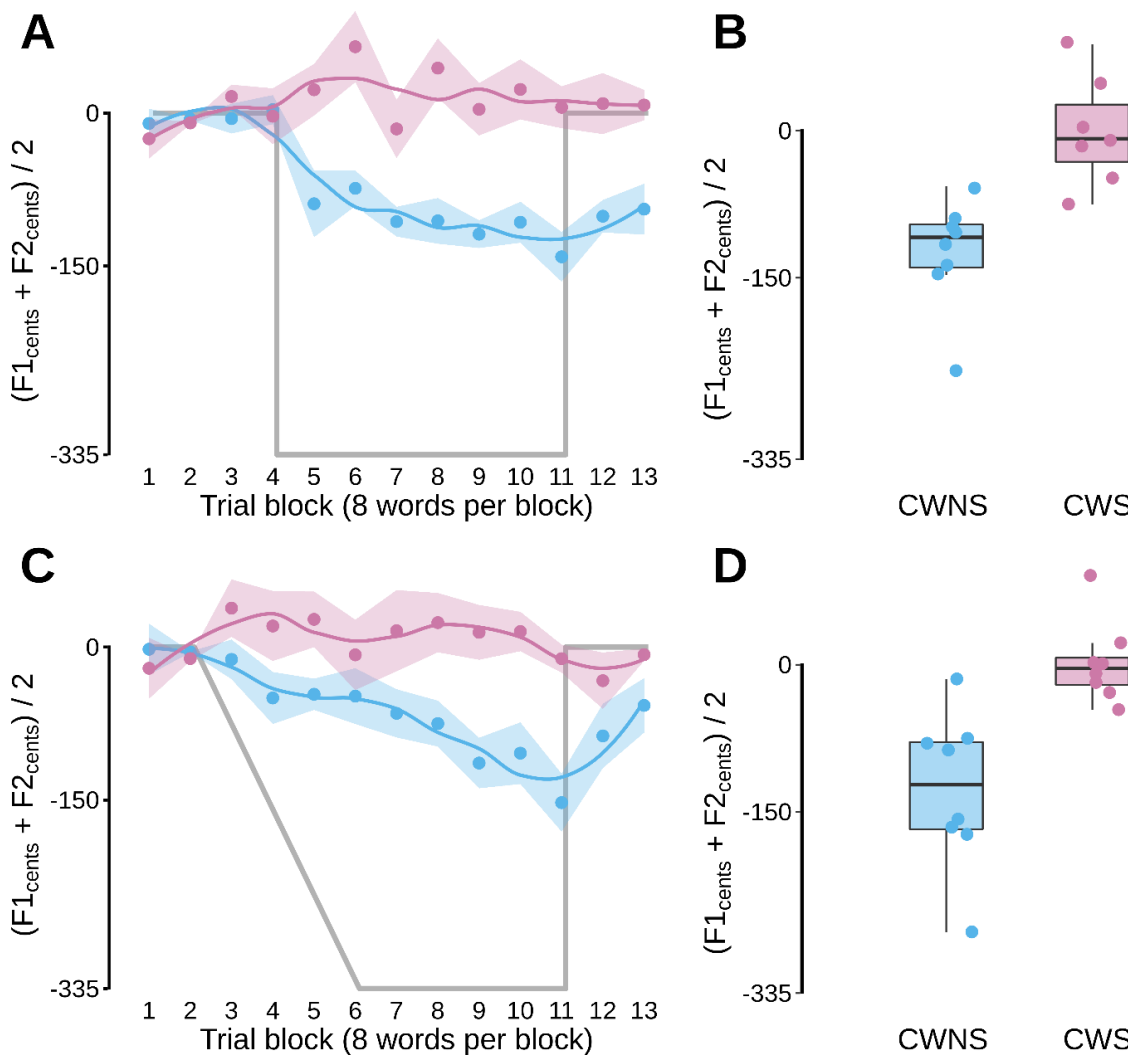 A
(F1cents + F2cents) / 2
0
-150
-335
1 2 3 4 5 6 7 8 9 10 11 12 13
Trial block (8 words per block)
B
(F1cents + F2cents) / 2
0
-150
-335
CWNS CWS
C
(F1cents + F2cents) / 2
0
-150
-335
1 2 3 4 5 6 7 8 9 10 11 12 13
Trial block (8 words per block)
D
(F1cents + F2cents) / 2
0
-150
-335
CWNS CWS